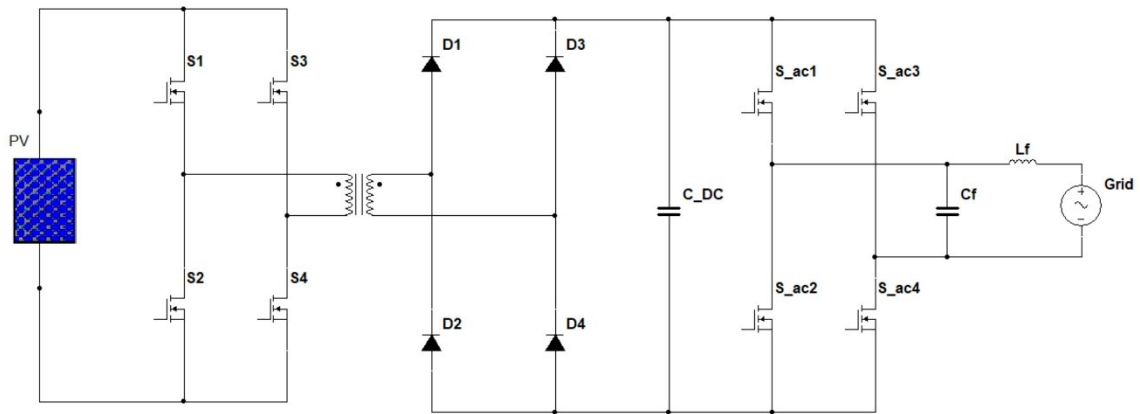 D1 D3
S1 S3 S_ac1 S_ac3
PV
Lf
Grid
C_DC Cf
S2 S4 S_ac2 S_ac4
D2 D4